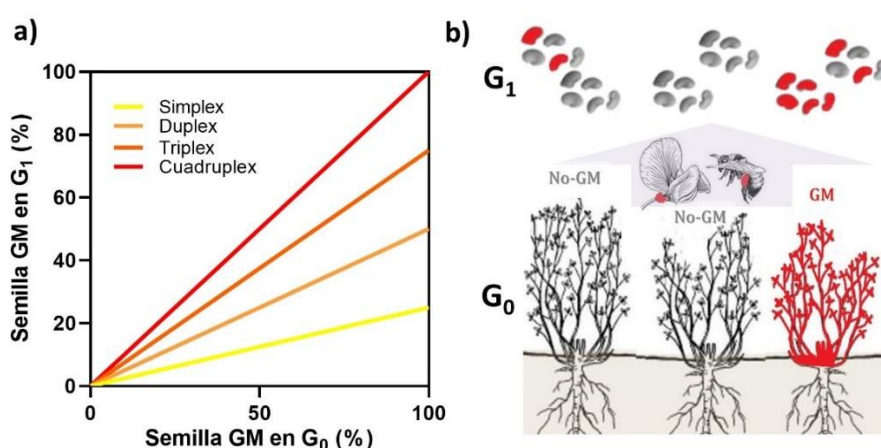 a)
Semilla GM en G₁ (%)
100
80
60
40
20
0
Simplex
Duplex
Triplex
Cuadruplex
0 50 100
Semilla GM en G₀ (%)
b)
G₁
No-GM
No-GM
GM
G₀